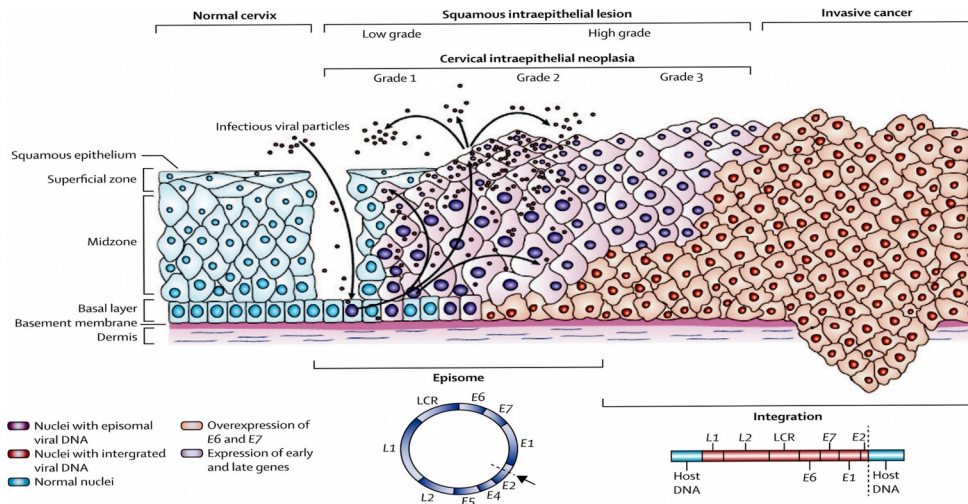 Normal cervix
Squamous intraepithelial lesion
Invasive cancer
Low grade
High grade
Cervical intraepithelial neoplasia
Grade 1
Grade 2
Grade 3
Infectious viral particles
Squamous epithelium
Superficial zone
Midzone
Basal layer
Basement membrane
Dermis
Episome
LCR
E6
E7
E1
E2
E4
E5
L2
L1
Integration
L1
L2
LCR
E7
E2
Host
DNA
E6
E1
Host
DNA
Nuclei with episomal
viral DNA
Nuclei with intergrated
viral DNA
Normal nuclei
Overexpression of
E6 and E7
Expression of early
and late genes